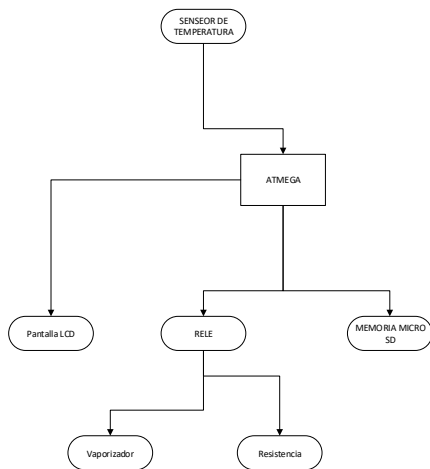 SENSEOR DE
TEMPERATURA
ATMEGA
Pantalla LCD
RELE
MEMORIA MICRO
SD
Vaporizador
Resistencia